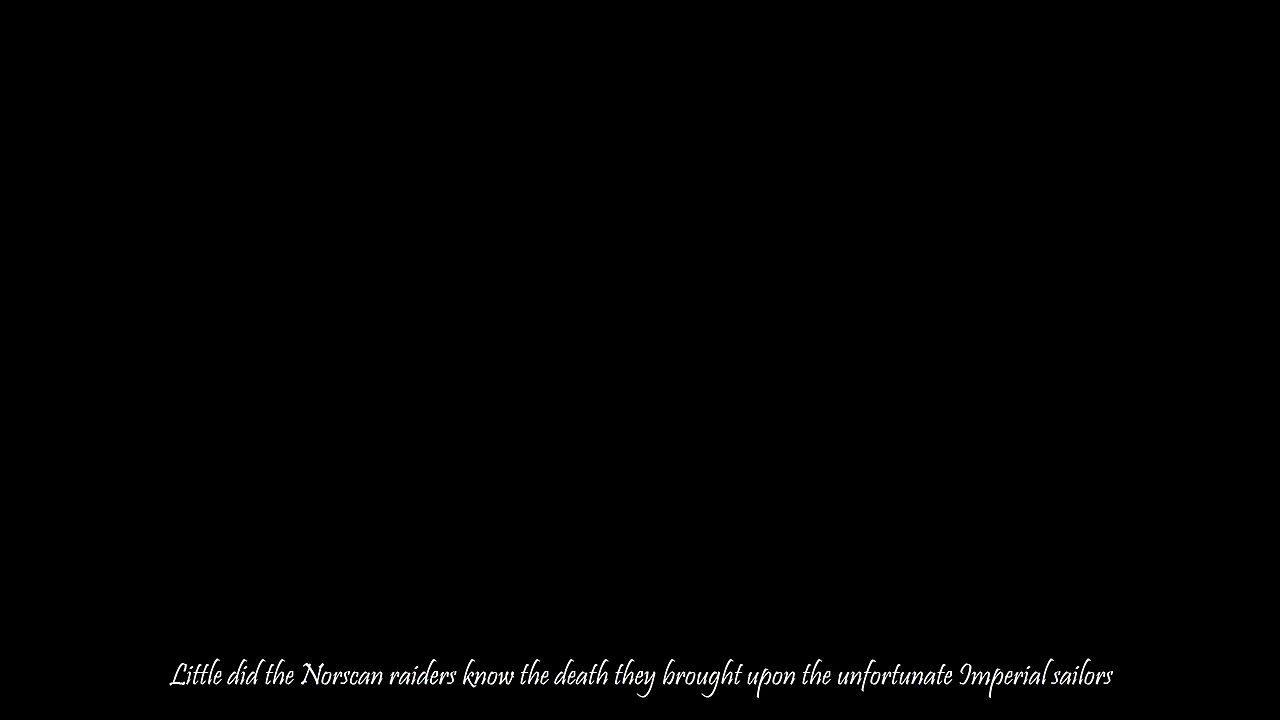 Little did the Norscan raiders know the death they brought upon the unfortunate Imperial sailors